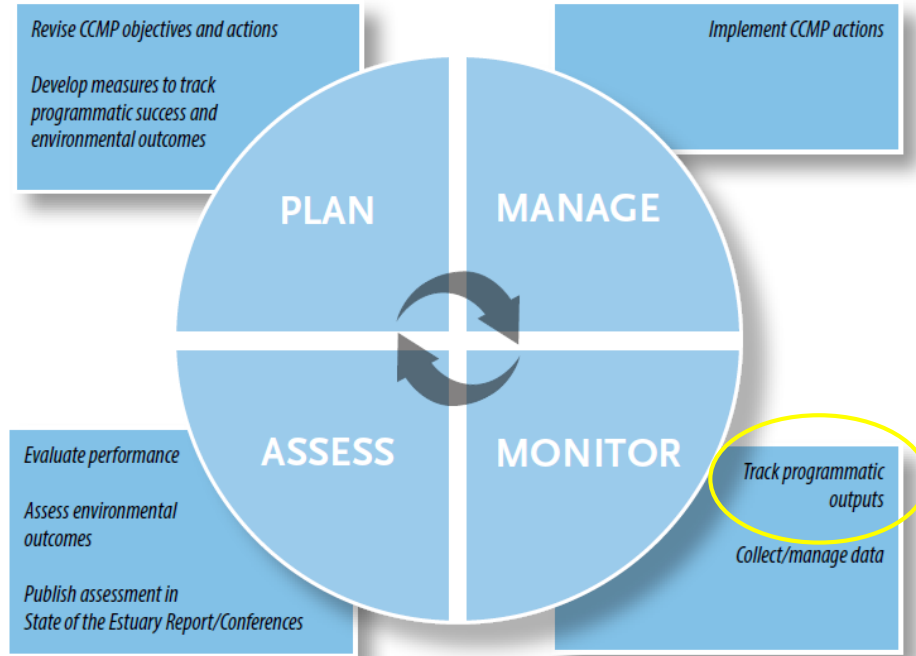 Revise CCMP objectives and actions
Develop measures to track
programmatic success and
environmental outcomes
Implement CCMP actions
PLAN
MANAGE
ASSESS
MONITOR
Evaluate performance
Assess environmental
outcomes
Publish assessment in
State of the Estuary Report/Conferences
Track programmatic
outputs
Collect/manage data